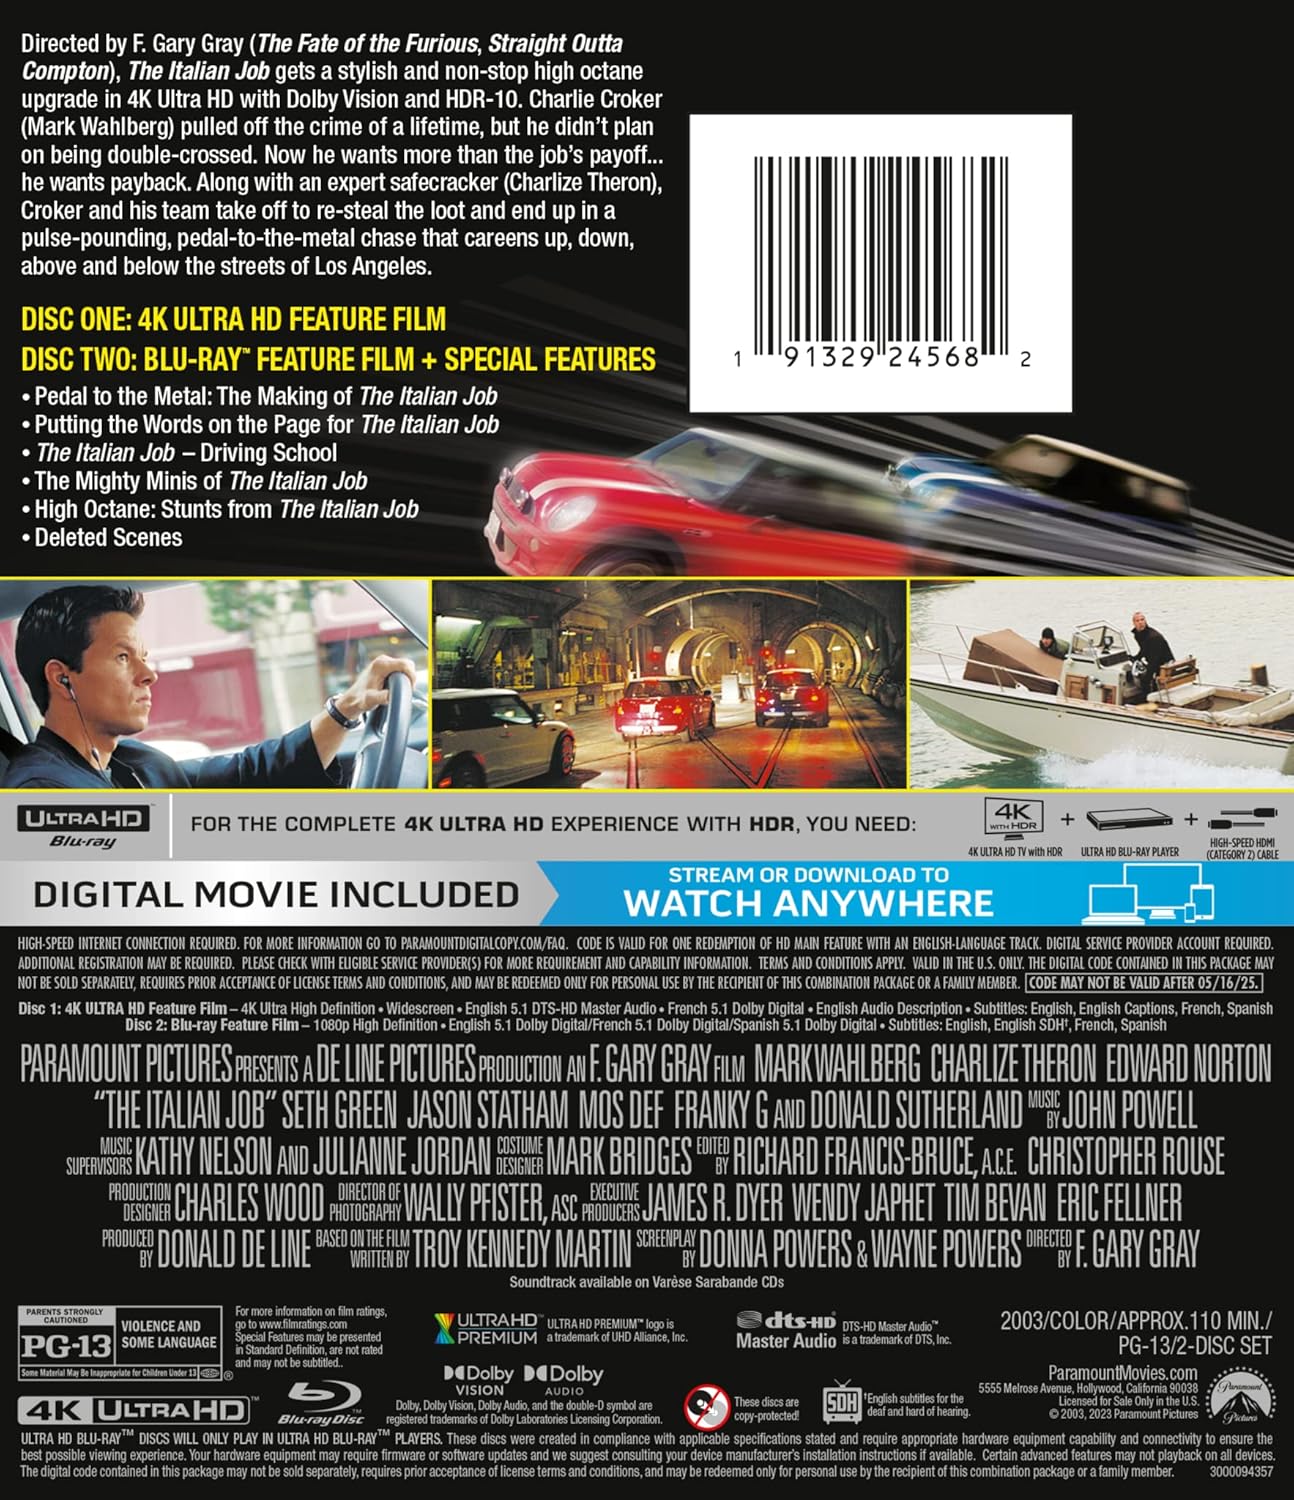 Directed by F. Gary Gray (The Fate of the Furious, Straight Outta
Compton), The Italian Job gets a stylish and non-stop high octane
upgrade in 4K Ultra HD with Dolby Vision and HDR-10. Charlie Croker
(Mark Wahlberg) pulled off the crime of a lifetime, but he didn't plan
on being double-crossed. Now he wants more than the job's payoff...
he wants payback. Along with an expert safecracker (Charlize Theron),
Croker and his team take off to re-steal the loot and end up in a
pulse-pounding, pedal-to-the-metal chase that careens up, down,
above and below the streets of Los Angeles.
1 91329 24568 2
DISC ONE: 4K ULTRA HD FEATURE FILM
DISC TWO: BLU-RAY™ FEATURE FILM + SPECIAL FEATURES
• Pedal to the Metal: The Making of The Italian Job
• Putting the Words on the Page for The Italian Job
• The Italian Job – Driving School
• The Mighty Minis of The Italian Job
• High Octane: Stunts from The Italian Job
• Deleted Scenes
ULTRA HD™
Blu-ray
FOR THE COMPLETE 4K ULTRA HD EXPERIENCE WITH HDR, YOU NEED:
4K
WITH HDR
+ +
4K ULTRA HD TV with HDR
ULTRA HD BLU-RAY PLAYER
HIGH-SPEED HDMI
(CATEGORY 2) CABLE
DIGITAL MOVIE INCLUDED
STREAM OR DOWNLOAD TO
WATCH ANYWHERE
HIGH-SPEED INTERNET CONNECTION REQUIRED. FOR MORE INFORMATION GO TO PARAMOUNTDIGITALCOPY.COM/FAQ. CODE IS VALID FOR ONE REDEMPTION OF HD MAIN FEATURE WITH AN ENGLISH-LANGUAGE TRACK. DIGITAL SERVICE PROVIDER ACCOUNT REQUIRED.
ADDITIONAL REGISTRATION MAY BE REQUIRED. PLEASE CHECK WITH ELIGIBLE SERVICE PROVIDER(S) FOR MORE REQUIREMENT AND CAPABILITY INFORMATION. TERMS AND CONDITIONS APPLY. VALID IN THE U.S. ONLY. THE DIGITAL CODE CONTAINED IN THIS PACKAGE MAY
NOT BE SOLD SEPARATELY, REQUIRES PRIOR ACCEPTANCE OF LICENSE TERMS AND CONDITIONS, AND MAY BE REDEEMED ONLY FOR PERSONAL USE BY THE RECIPIENT OF THIS COMBINATION PACKAGE OR A FAMILY MEMBER. CODE MAY NOT BE VALID AFTER 05/16/25.
Disc 1: 4K ULTRA HD Feature Film – 4K Ultra High Definition • Widescreen • English 5.1 DTS-HD Master Audio • French 5.1 Dolby Digital • English Audio Description • Subtitles: English, English Captions, French, Spanish
Disc 2: Blu-ray Feature Film – 1080p High Definition • English 5.1 Dolby Digital/French 5.1 Dolby Digital/Spanish 5.1 Dolby Digital • Subtitles: English, English SDH†, French, Spanish
PARAMOUNT PICTURES PRESENTS A DE LINE PICTURES PRODUCTION AN F. GARY GRAY FILM MARK WAHLBERG CHARLIZE THERON EDWARD NORTON
"THE ITALIAN JOB" SETH GREEN JASON STATHAM MOS DEF FRANKY G AND DONALD SUTHERLAND MUSIC BY JOHN POWELL
MUSIC SUPERVISORS KATHY NELSON AND JULIANNE JORDAN COSTUME DESIGNER MARK BRIDGES EDITED BY RICHARD FRANCIS-BRUCE, A.C.E. CHRISTOPHER ROUSE
PRODUCTION DESIGNER CHARLES WOOD DIRECTOR OF PHOTOGRAPHY WALLY PFISTER, ASC EXECUTIVE PRODUCERS JAMES R. DYER WENDY JAPHET TIM BEVAN ERIC FELLNER
PRODUCED BY DONALD DE LINE BASED ON THE FILM WRITTEN BY TROY KENNEDY MARTIN SCREENPLAY BY DONNA POWERS & WAYNE POWERS DIRECTED BY F. GARY GRAY
Soundtrack available on Varèse Sarabande CDs
PARENTS STRONGLY CAUTIONED
PG-13
VIOLENCE AND
SOME LANGUAGE
Some Material May Be Inappropriate for Children Under 13
®
For more information on film ratings,
go to www.filmratings.com
Special Features may be presented
in Standard Definition, are not rated
and may not be subtitled..
ULTRA HD™
PREMIUM
ULTRA HD PREMIUM™ logo is
a trademark of UHD Alliance, Inc.
dts-HD
Master Audio
DTS-HD Master Audio™
is a trademark of DTS, Inc.
2003/COLOR/APPROX.110 MIN./
PG-13/2-DISC SET
4K ULTRA HD™
Blu-ray Disc™
Dolby
VISION
Dolby
AUDIO
Dolby, Dolby Vision, Dolby Audio, and the double-D symbol are
registered trademarks of Dolby Laboratories Licensing Corporation.
These discs are
copy-protected!
SDH
†English subtitles for the
deaf and hard of hearing.
ParamountMovies.com
5555 Melrose Avenue, Hollywood, California 90038
Licensed for Sale Only in the U.S.
© 2003, 2023 Paramount Pictures
Paramount
Pictures
ULTRA HD BLU-RAY™ DISCS WILL ONLY PLAY IN ULTRA HD BLU-RAY™ PLAYERS. These discs were created in compliance with applicable specifications stated and require appropriate hardware equipment capability and connectivity to ensure the
best possible viewing experience. Your hardware equipment may require firmware or software updates and we suggest consulting your device manufacturer's installation instructions if available. Certain advanced features may not playback on all devices.
The digital code contained in this package may not be sold separately, requires prior acceptance of license terms and conditions, and may be redeemed only for personal use by the recipient of this combination package or a family member. 3000094357